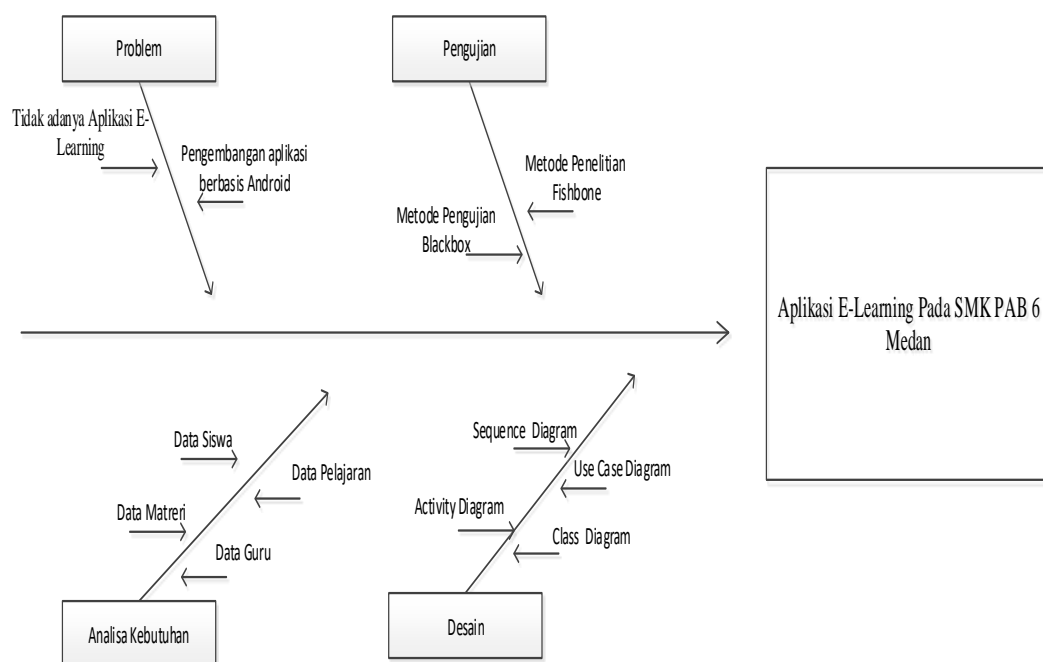 Problem
Pengujian
Tidak adanya Aplikasi E-
Learning
Pengembangan aplikasi
berbasis Android
Metode Penelitian
Fishbone
Metode Pengujian
Blackbox
Aplikasi E-Learning Pada SMK PAB 6
Medan
Data Siswa
Data Pelajaran
Data Matreri
Data Guru
Sequence Diagram
Use Case Diagram
Activity Diagram
Class Diagram
Analisa Kebutuhan
Desain